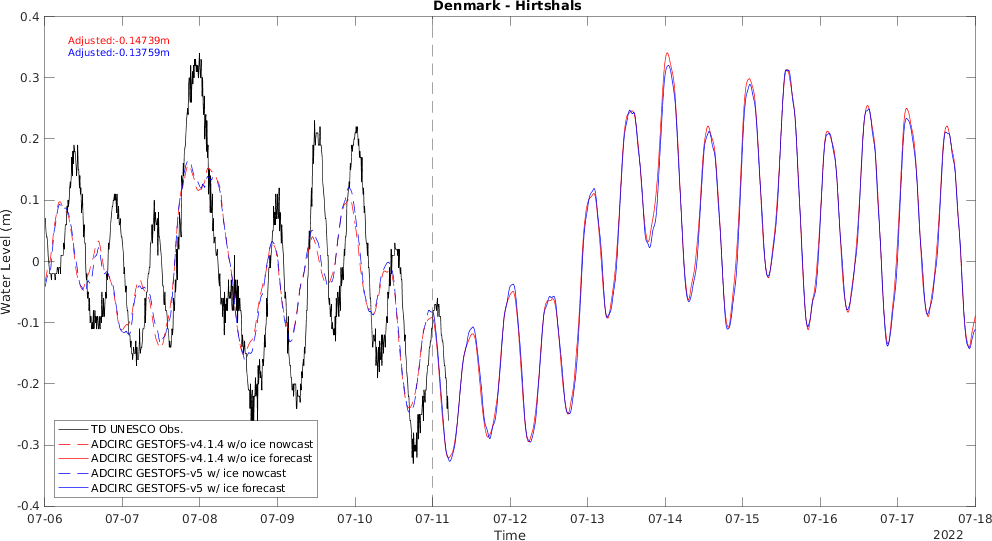 Denmark - Hirtshals
Adjusted:-0.14739m
Adjusted:-0.13759m
0.4
0.3
0.2
0.1
0
-0.1
-0.2
-0.3
-0.4
Water Level (m)
TD UNESCO Obs.
ADCIRC GESTOFS-v4.1.4 w/o ice nowcast
ADCIRC GESTOFS-v4.1.4 w/o ice forecast
ADCIRC GESTOFS-v5 w/ ice nowcast
ADCIRC GESTOFS-v5 w/ ice forecast
07-06 07-07 07-08 07-09 07-10 07-11 07-12 07-13 07-14 07-15 07-16 07-17 07-18
Time
2022